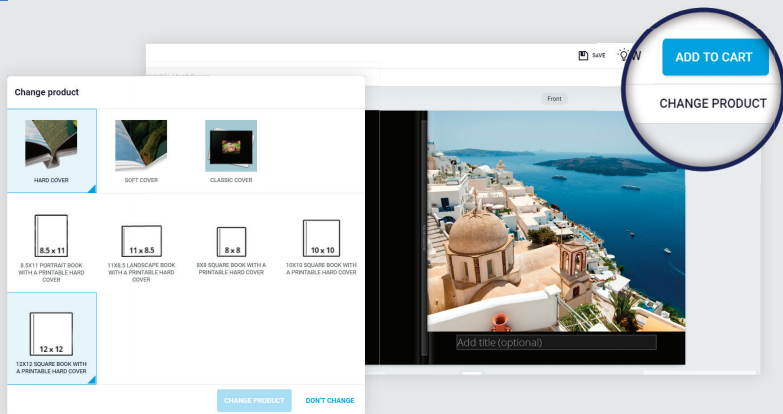 SAVE
ADD TO CART
CHANGE PRODUCT
Front
Change product
HARD COVER
SOFT COVER
CLASSIC COVER
8.5 x 11
11 x 8.5
8 x 8
10 x 10
8.5X11 PORTRAIT BOOK
WITH A PRINTABLE HARD
COVER
11X8.5 LANDSCAPE BOOK
WITH A PRINTABLE HARD
COVER
8X8 SQUARE BOOK WITH A
PRINTABLE HARD COVER
10X10 SQUARE BOOK WITH
A PRINTABLE HARD COVER
12 x 12
12X12 SQUARE BOOK WITH
A PRINTABLE HARD COVER
Add title (optional)
CHANGE PRODUCT
DON'T CHANGE